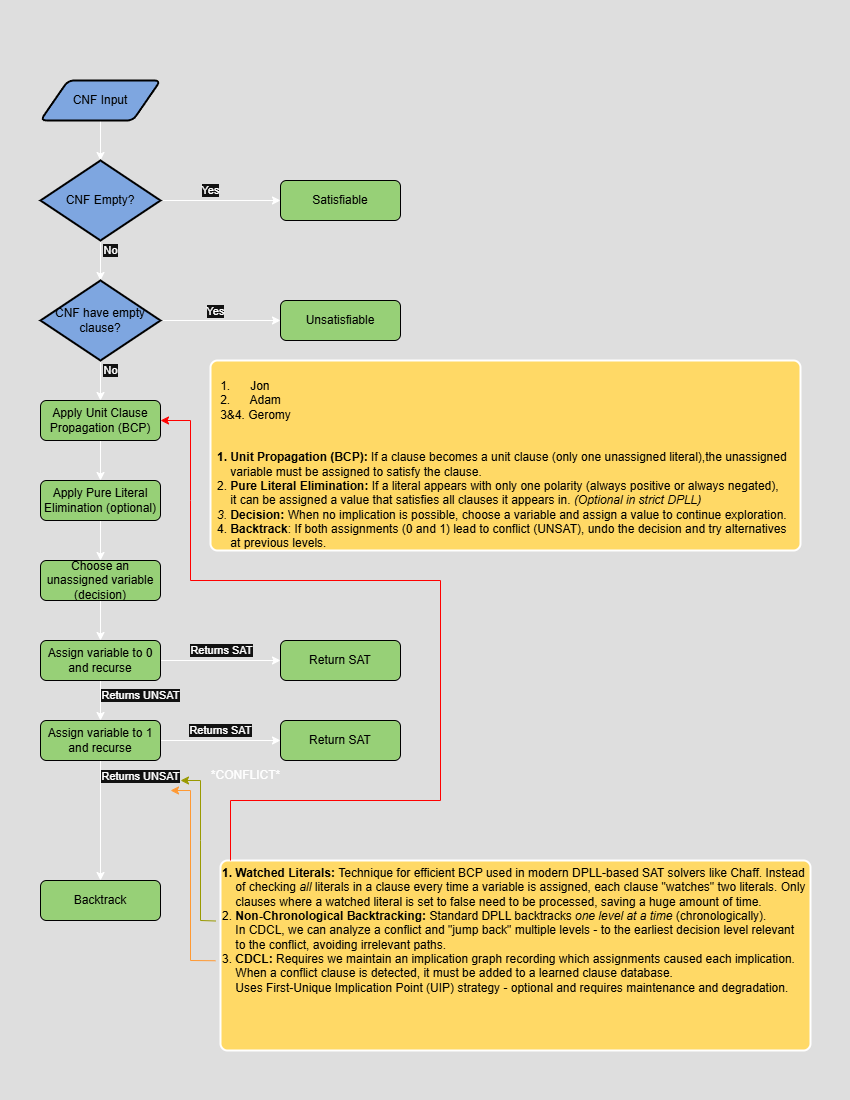 CNF Input
CNF Empty?
Yes
Satisfiable
No
CNF have empty
clause?
Yes
Unsatisfiable
No
Apply Unit Clause
Propagation (BCP)
Apply Pure Literal
Elimination (optional)
Choose an
unassigned variable
(decision)
1. Jon
2. Adam
3&4. Geromy
1. Unit Propagation (BCP): If a clause becomes a unit clause (only one unassigned literal),the unassigned
variable must be assigned to satisfy the clause.
2. Pure Literal Elimination: If a literal appears with only one polarity (always positive or always negated),
it can be assigned a value that satisfies all clauses it appears in. (Optional in strict DPLL)
3. Decision: When no implication is possible, choose a variable and assign a value to continue exploration.
4. Backtrack: If both assignments (0 and 1) lead to conflict (UNSAT), undo the decision and try alternatives
at previous levels.
Assign variable to 0
and recurse
Returns SAT
Return SAT
Returns UNSAT
Assign variable to 1
and recurse
Returns SAT
Return SAT
Returns UNSAT
*CONFLICT*
Backtrack
1. Watched Literals: Technique for efficient BCP used in modern DPLL-based SAT solvers like Chaff. Instead
of checking all literals in a clause every time a variable is assigned, each clause "watches" two literals. Only
clauses where a watched literal is set to false need to be processed, saving a huge amount of time.
2. Non-Chronological Backtracking: Standard DPLL backtracks one level at a time (chronologically).
In CDCL, we can analyze a conflict and "jump back" multiple levels - to the earliest decision level relevant
to the conflict, avoiding irrelevant paths.
3. CDCL: Requires we maintain an implication graph recording which assignments caused each implication.
When a conflict clause is detected, it must be added to a learned clause database.
Uses First-Unique Implication Point (UIP) strategy - optional and requires maintenance and degradation.